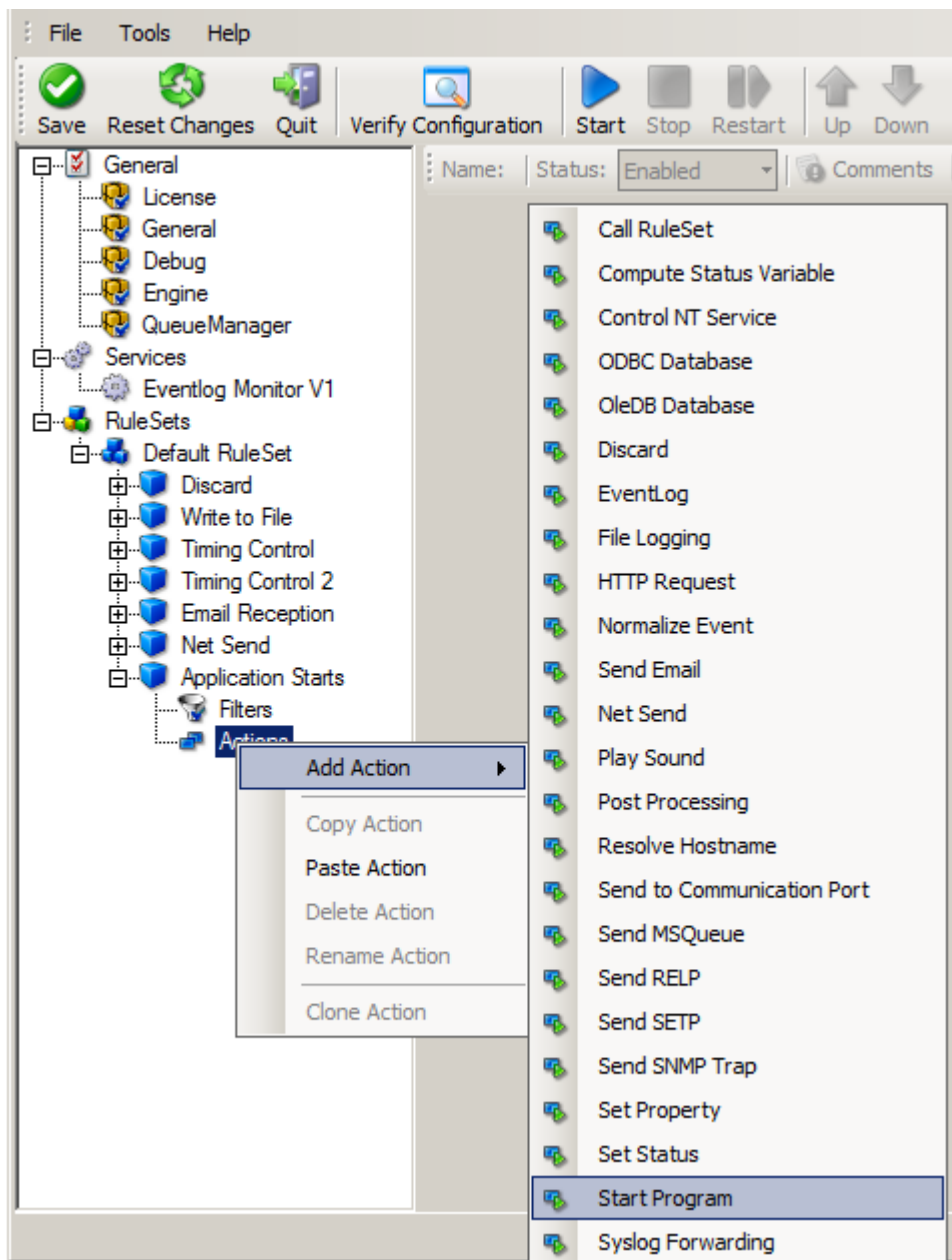 File Tools Help
Save Reset Changes Quit Verify Configuration Start Stop Restart Up Down
Name: Status: Enabled Comments
General
License
General
Debug
Engine
QueueManager
Services
Eventlog Monitor V1
RuleSets
Default RuleSet
Discard
Write to File
Timing Control
Timing Control 2
Email Reception
Net Send
Application Starts
Filters
Actions
Add Action
Copy Action
Paste Action
Delete Action
Rename Action
Clone Action
Call RuleSet
Compute Status Variable
Control NT Service
ODBC Database
OleDB Database
Discard
EventLog
File Logging
HTTP Request
Normalize Event
Send Email
Net Send
Play Sound
Post Processing
Resolve Hostname
Send to Communication Port
Send MSQueue
Send RELP
Send SETP
Send SNMP Trap
Set Property
Set Status
Start Program
Syslog Forwarding